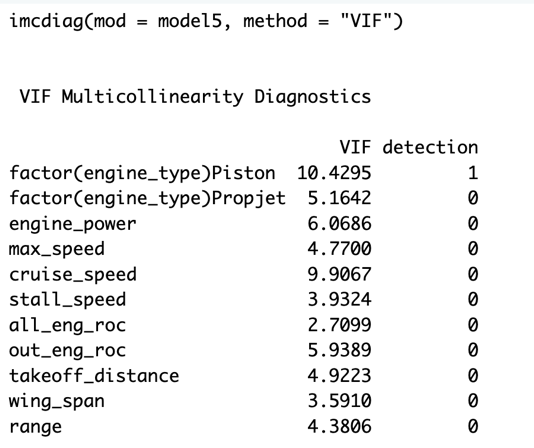 imcdiag(mod = model5, method = "VIF")
VIF Multicollinearity Diagnostics
VIF detection
factor(engine_type)Piston 10.4295 1
factor(engine_type)Propjet 5.1642 0
engine_power 6.0686 0
max_speed 4.7700 0
cruise_speed 9.9067 0
stall_speed 3.9324 0
all_eng_roc 2.7099 0
out_eng_roc 5.9389 0
takeoff_distance 4.9223 0
wing_span 3.5910 0
range 4.3806 0